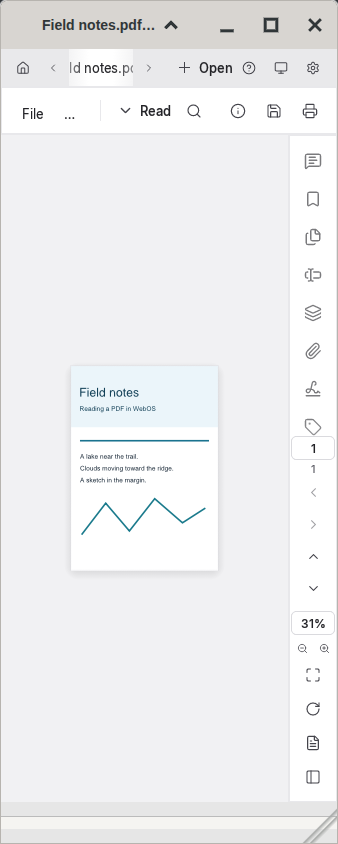 Field notes.pdf...
ld notes.pd
Open
File
...
Read
Field notes
Reading a PDF in WebOS
A lake near the trail.
Clouds moving toward the ridge.
A sketch in the margin.
1
1
31%